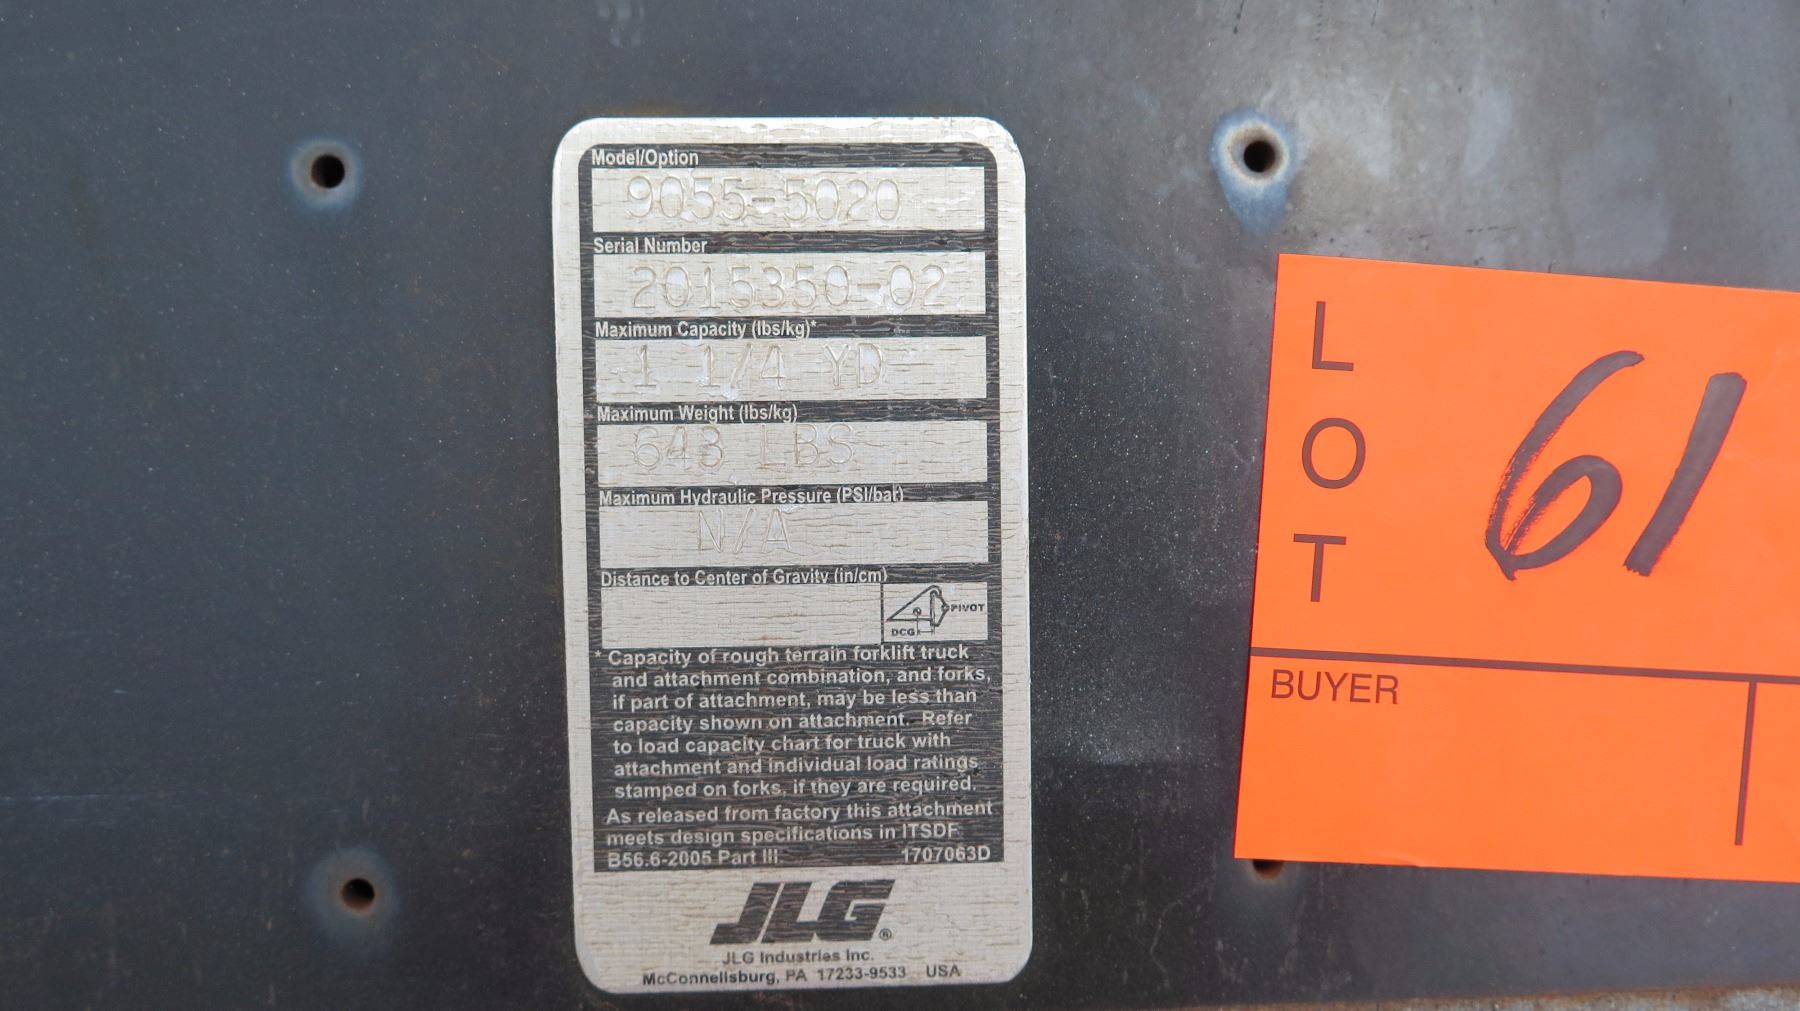 Model/Option
9055-5020
Serial Number
2015350-02
Maximum Capacity (lbs/kg)*
1 1/4 YD
Maximum Weight (lbs/kg)
643 LBS
Maximum Hydraulic Pressure (PSI/bar)
N/A
Distance to Center of Gravity (in/cm)
PIVOT
DCG
* Capacity of rough terrain forklift truck
and attachment combination, and forks,
if part of attachment, may be less than
capacity shown on attachment. Refer
to load capacity chart for truck with
attachment and individual load ratings
stamped on forks, if they are required.
As released from factory this attachment
meets design specifications in ITSDF
B56.6-2005 Part III 1707063D
JLG®
JLG Industries Inc.
McConnellsburg, PA 17233-9533 USA
LOT
61
BUYER